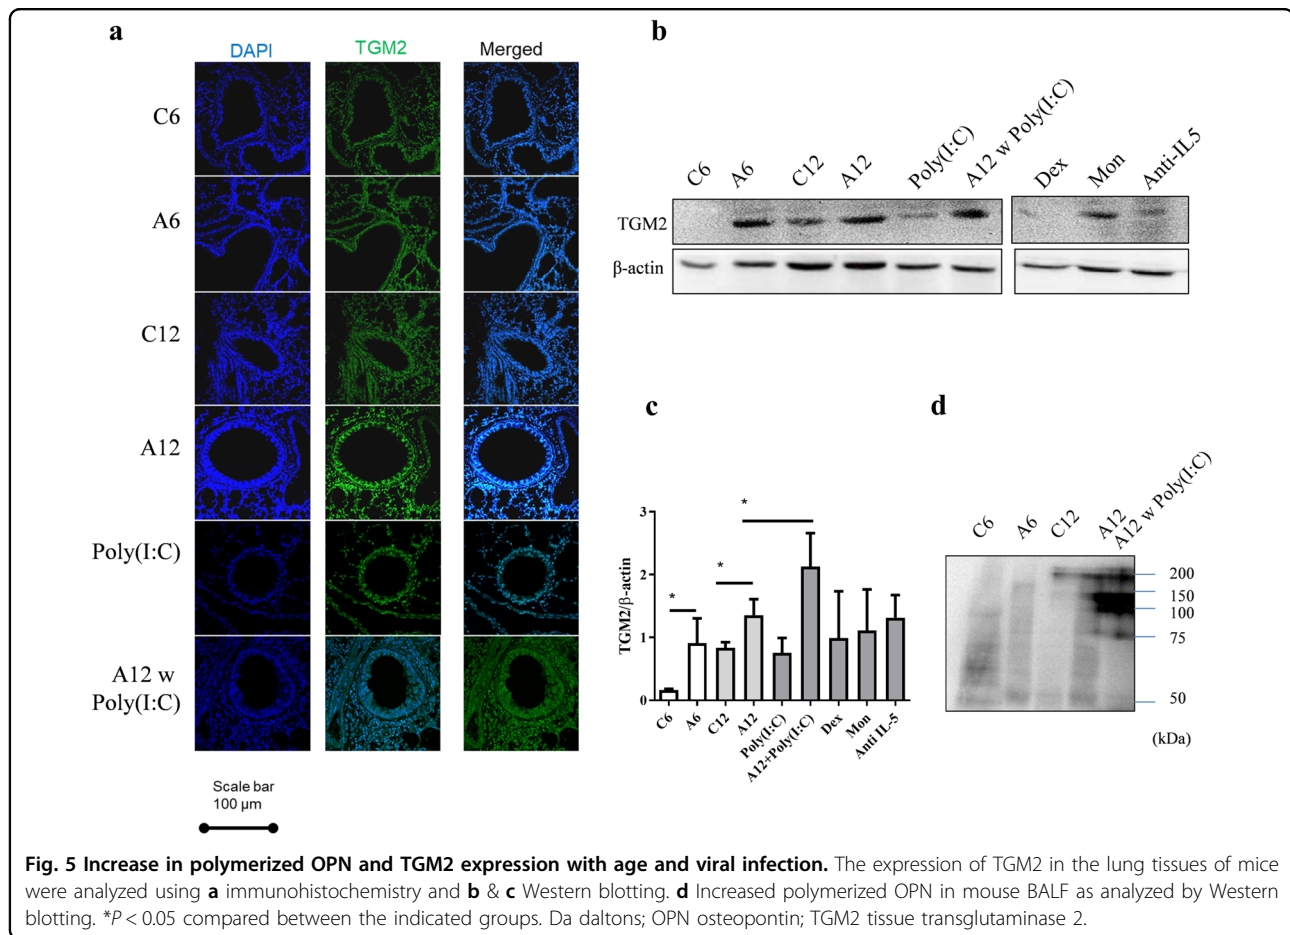 a
DAPI
TGM2
Merged
C6
A6
C12
A12
Poly(I:C)
A12 w
Poly(I:C)
Scale bar
100 µm
b
C6
A6
C12
A12
Poly(I:C)
A12 w Poly(I:C)
Dex
Mon
Anti-IL5
TGM2
β-actin
c
TGM2/β-actin
3
2
1
0
*
*
*
C6
A6
C12
A12
Poly(I:C)
A12+Poly(I:C)
Dex
Mon
Anti IL-5
d
C6
A6
C12
A12
A12 w Poly(I:C)
200
150
100
75
50
(kDa)
Fig. 5 Increase in polymerized OPN and TGM2 expression with age and viral infection. The expression of TGM2 in the lung tissues of mice
were analyzed using a immunohistochemistry and b & c Western blotting. d Increased polymerized OPN in mouse BALF as analyzed by Western
blotting. *P < 0.05 compared between the indicated groups. Da daltons; OPN osteopontin; TGM2 tissue transglutaminase 2.